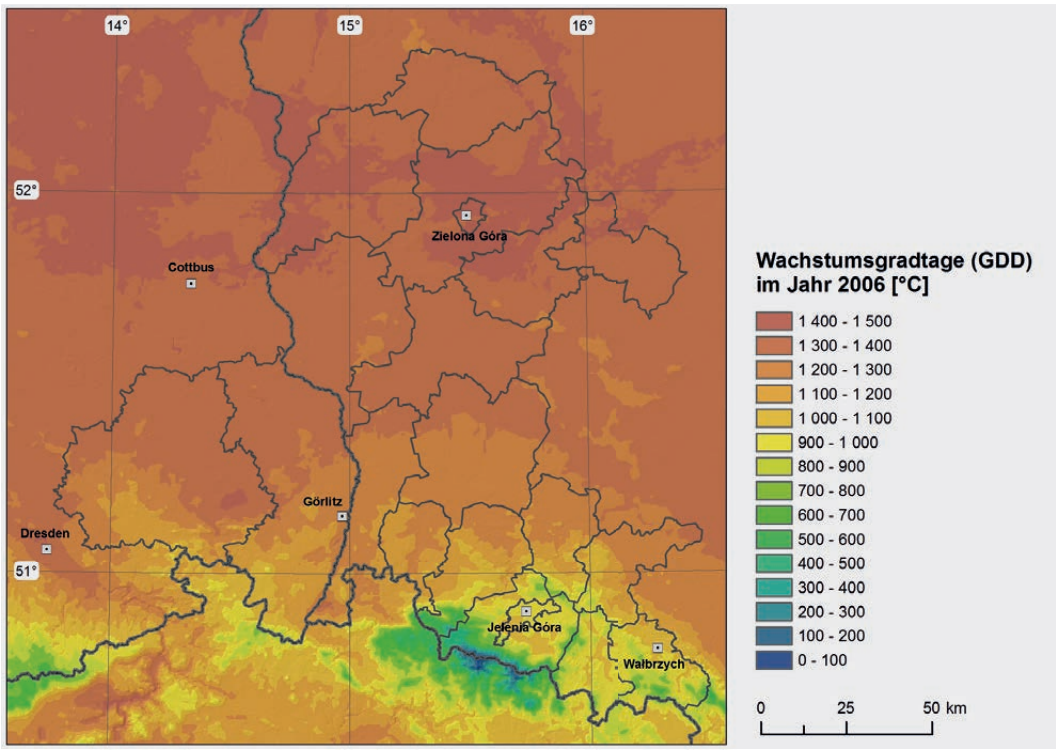 14°
15°
16°
52°
Zielona Góra
Cottbus
Görlitz
Dresden
51°
Jelenia Góra
Wałbrzych
Wachstumsgradtage (GDD)
im Jahr 2006 [°C]
1 400 - 1 500
1 300 - 1 400
1 200 - 1 300
1 100 - 1 200
1 000 - 1 100
900 - 1 000
800 - 900
700 - 800
600 - 700
500 - 600
400 - 500
300 - 400
200 - 300
100 - 200
0 - 100
0 25 50 km